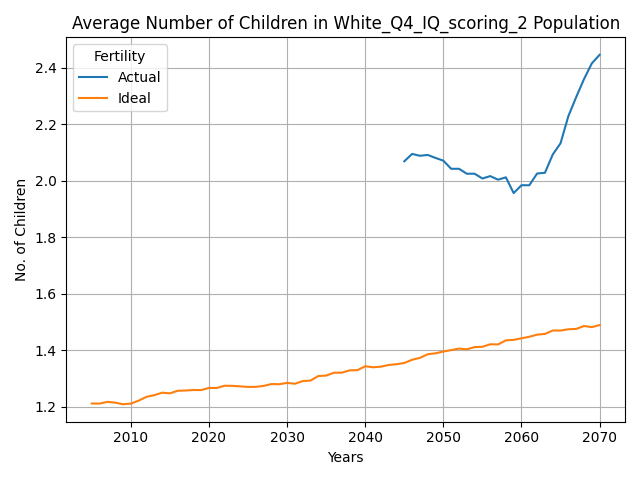 Average Number of Children in White_Q4_IQ_scoring_2 Population
Fertility
Actual
Ideal
No. of Children
2.4
2.2
2.0
1.8
1.6
1.4
1.2
2010 2020 2030 2040 2050 2060 2070
Years